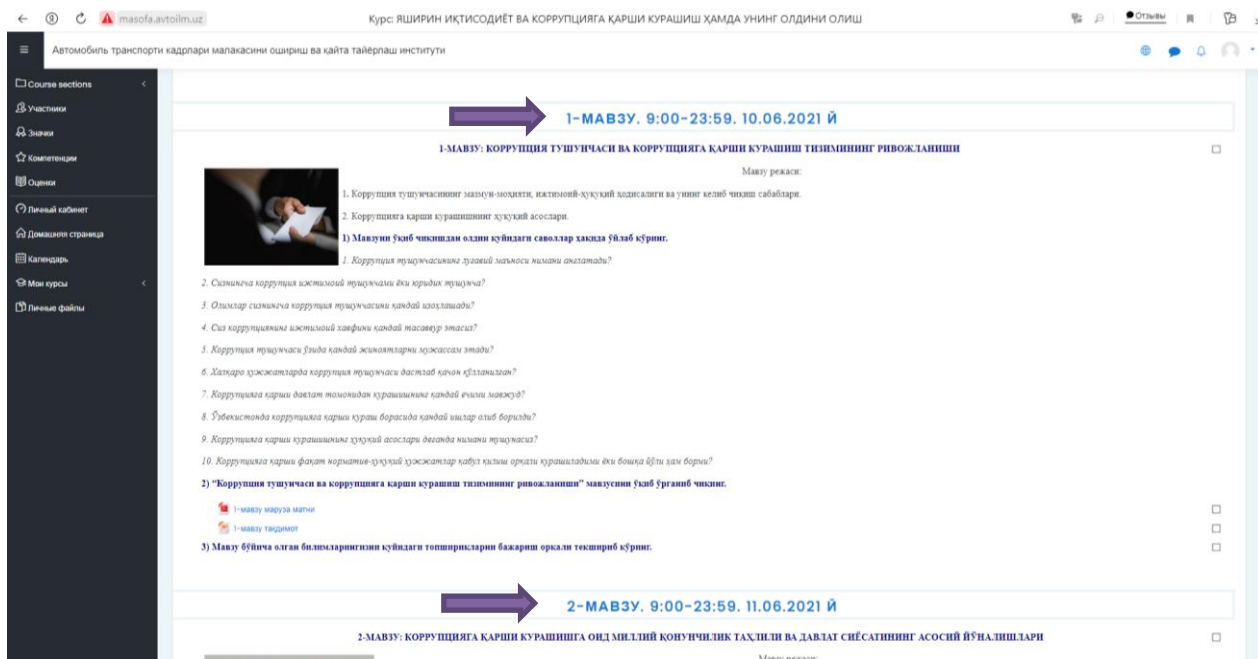 masofa.avtoilm.uz
Курс: ЯШИРИН ИҚТИСОДИЁТ ВА КОРРУПЦИЯГА ҚАРШИ КУРАШИШ ҲАМДА УНИНГ ОЛДИНИ ОЛИШ
Отзывы
Автомобиль транспорти кадрлари малакасини ошириш ва қайта тайёрлаш институти
Course sections
Участники
Значки
Компетенции
Оценки
Личный кабинет
Домашняя страница
Календарь
Мои курсы
Личные файлы
1-МАВЗУ. 9:00-23:59. 10.06.2021 Й
1-МАВЗУ: КОРРУПЦИЯ ТУШУНЧАСИ ВА КОРРУПЦИЯГА ҚАРШИ КУРАШИШ ТИЗИМИНИНГ РИВОЖЛАНИШИ
Мавзу режаси:
1. Коррупция тушунчасининг мазмун-моҳияти, ижтимоий-ҳуқуқий ҳодисалиги ва унинг келиб чиқиш сабаблари.
2. Коррупцияга қарши курашишнинг ҳуқуқий асослари.
1) Мавзуни ўқиб чиқишдан олдин қуйидаги саволлар ҳақида ўйлаб кўринг.
1. Коррупция тушунчасининг луғавий маъноси нимани англатади?
2. Сизнингча коррупция ижтимоий тушунчами ёки юридик тушунча?
3. Олимлар сизнингча коррупция тушунчасини қандай изоҳлашади?
4. Сиз коррупциянинг ижтимоий хавфини қандай тасаввур этасиз?
5. Коррупция тушунчаси ўзида қандай жиноятларни мужассам этади?
6. Халқаро ҳужжатларда коррупция тушунчаси дастлаб қачон қўлланилган?
7. Коррупцияга қарши давлат томонидан курашишнинг қандай ечими мавжуд?
8. Ўзбекистонда коррупцияга қарши кураш борасида қандай ишлар олиб борилди?
9. Коррупцияга қарши курашишнинг ҳуқуқий асослари деганда нимани тушунасиз?
10. Коррупцияга қарши фақат норматив-ҳуқуқий ҳужжатлар қабул қилиш орқали курашиладими ёки бошқа йўли ҳам борми?
2) "Коррупция тушунчаси ва коррупцияга қарши курашиш тизимининг ривожланиши" мавзусини ўқиб ўрганиб чиқинг.
1-мавзу маруза матни
1-мавзу тақдимот
3) Мавзу бўйича олган билимларингизни қуйидаги топшириқларни бажариш орқали текшириб кўринг.
2-МАВЗУ. 9:00-23:59. 11.06.2021 Й
2-МАВЗУ: КОРРУПЦИЯГА ҚАРШИ КУРАШИШГА ОИД МИЛЛИЙ ҚОНУНЧИЛИК ТАҲЛИЛИ ВА ДАВЛАТ СИЁСАТИНИНГ АСОСИЙ ЙЎНАЛИШЛАРИ
Мавзу режаси: